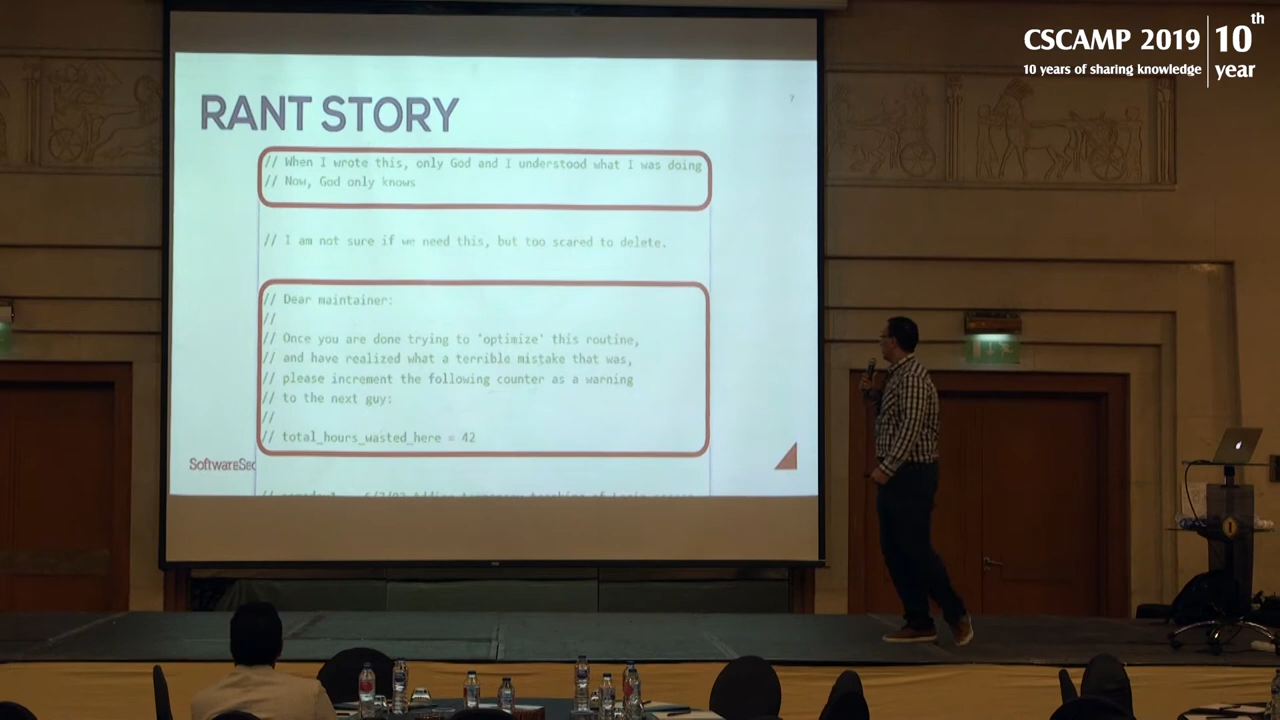 CSCAMP 2019
10 years of sharing knowledge
10th
year
RANT STORY
7
// When I wrote this, only God and I understood what I was doing
// Now, God only knows
// I am not sure if we need this, but too scared to delete.
// Dear maintainer:
//
// Once you are done trying to 'optimize' this routine,
// and have realized what a terrible mistake that was,
// please increment the following counter as a warning
// to the next guy:
//
// total_hours_wasted_here = 42
SoftwareSec